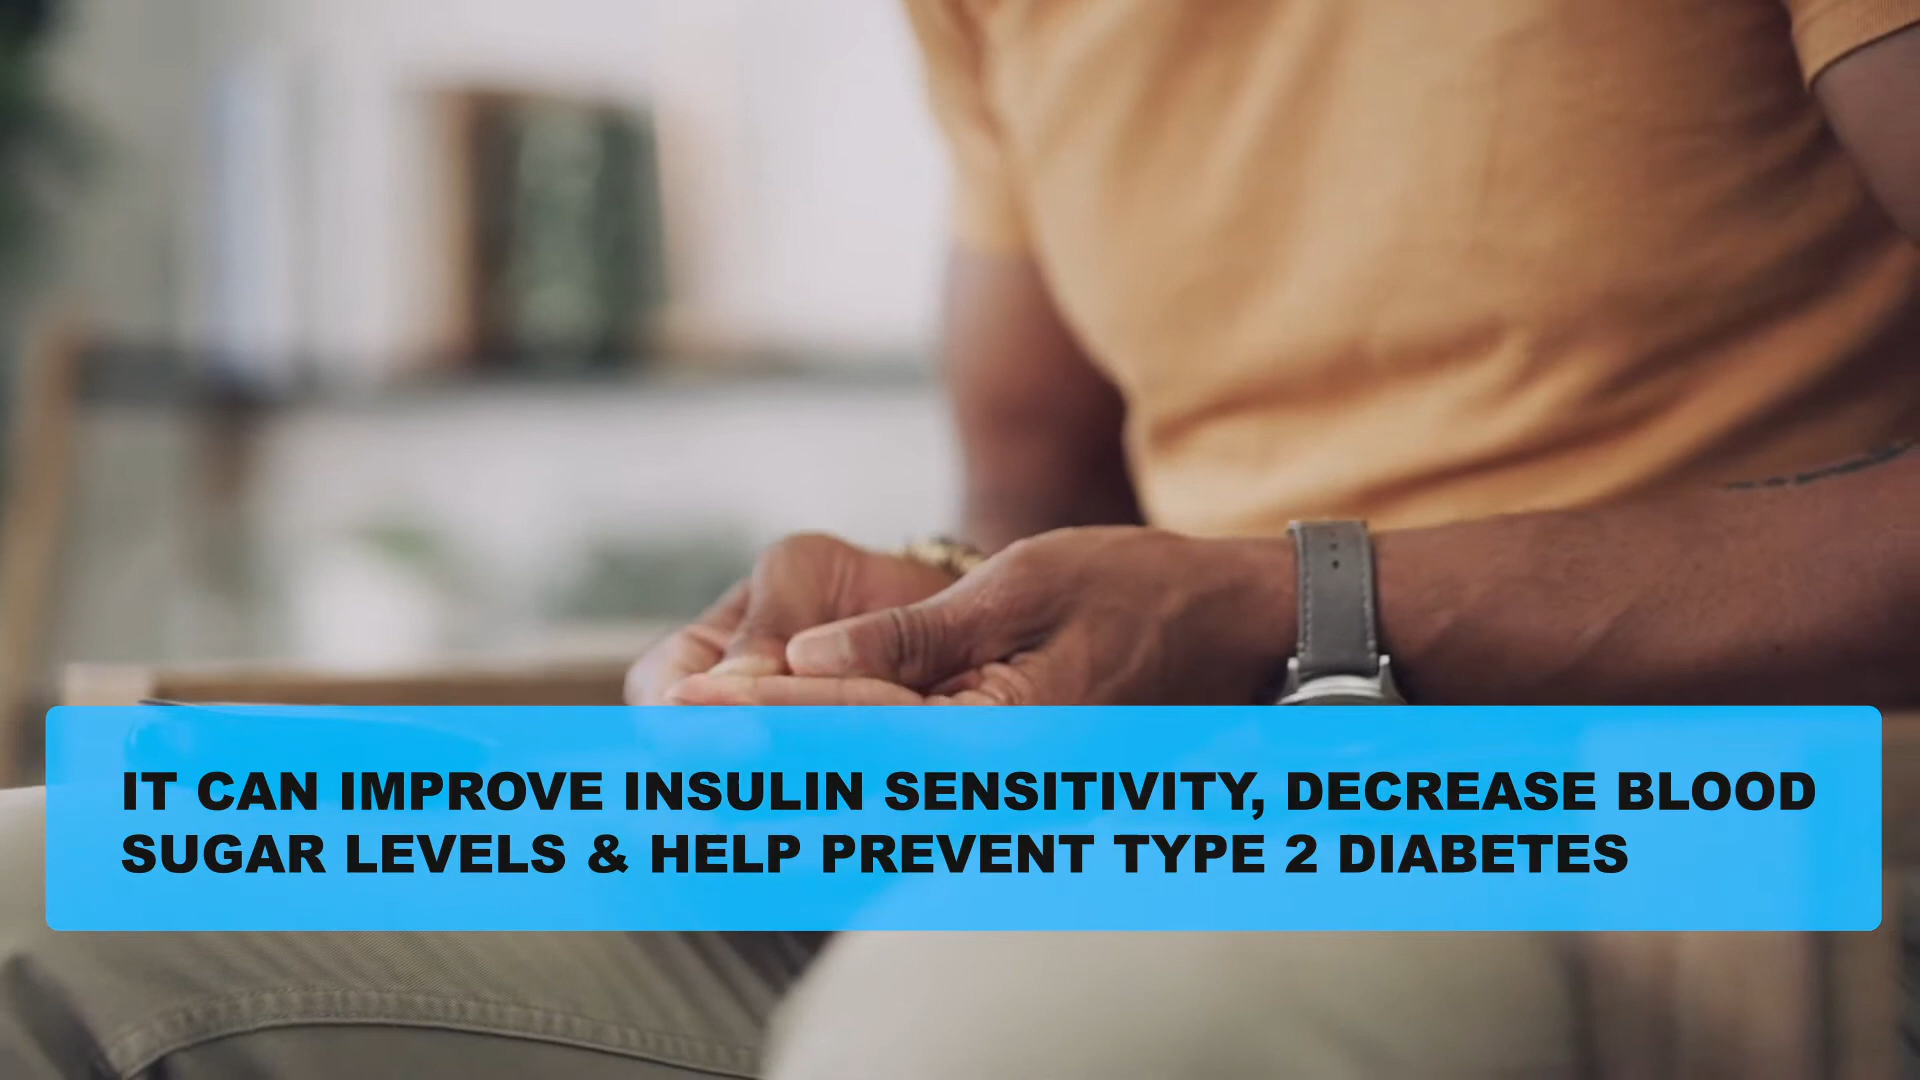 IT CAN IMPROVE INSULIN SENSITIVITY, DECREASE BLOOD
SUGAR LEVELS & HELP PREVENT TYPE 2 DIABETES